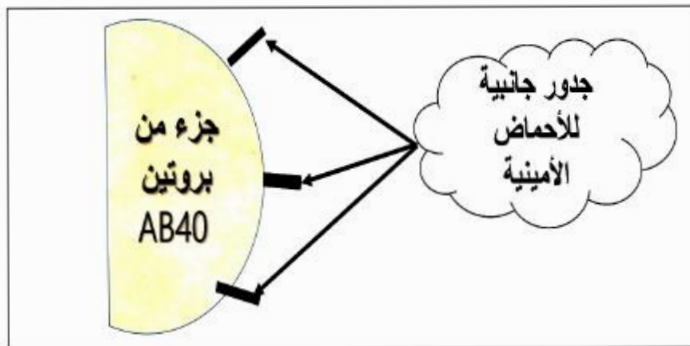 جدور جانبية
للأحماض
الأمينية
جزء من
بروتين
AB40